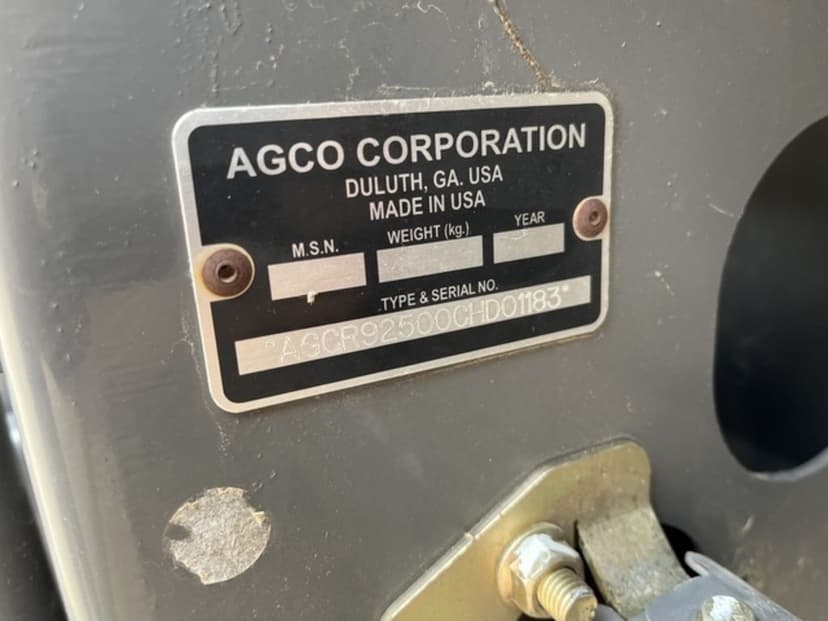 AGCO CORPORATION
DULUTH, GA. USA
MADE IN USA
M.S.N. WEIGHT (kg.) YEAR
TYPE & SERIAL NO.
*AGCR92500CHD01183*